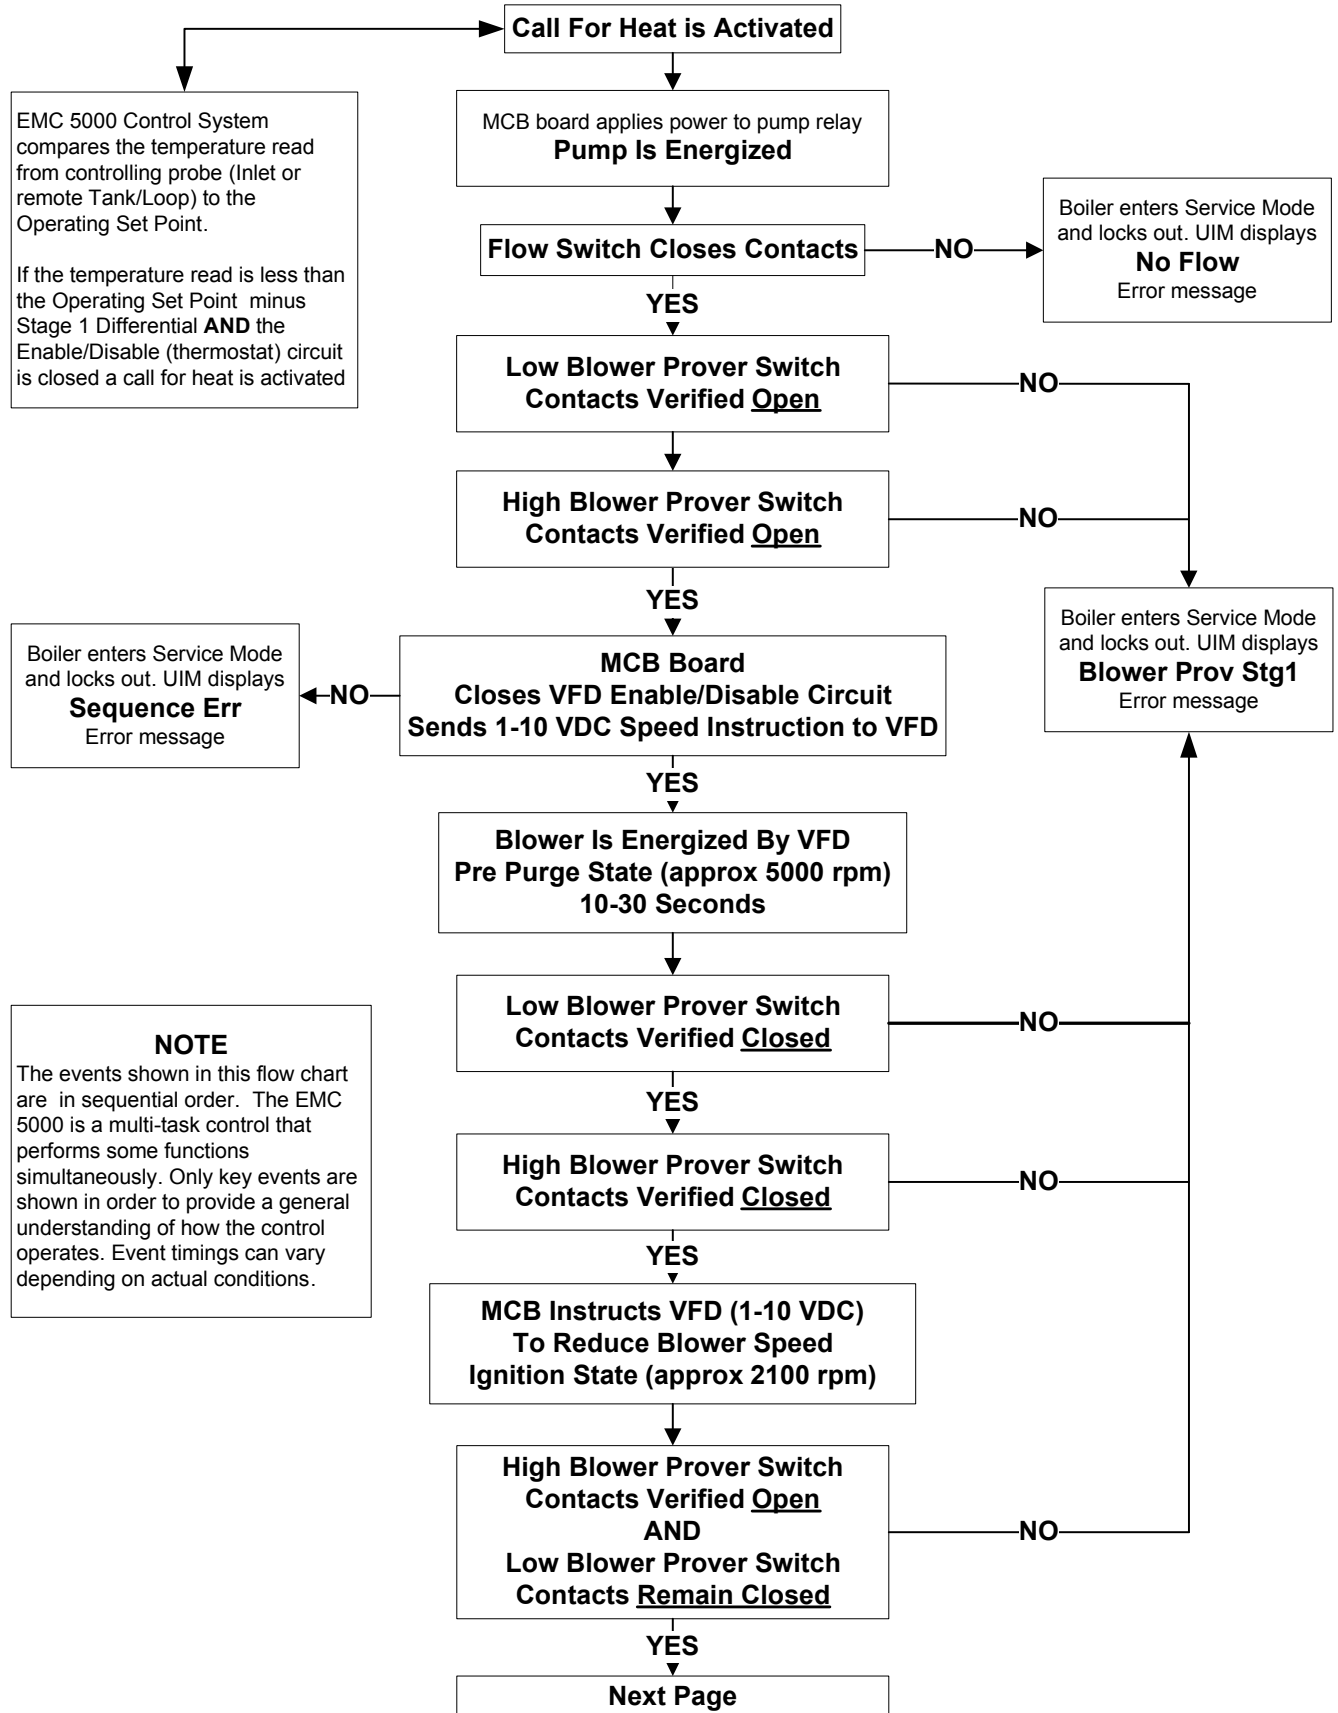 Call For Heat is Activated
EMC 5000 Control System
compares the temperature read
from controlling probe (Inlet or
remote Tank/Loop) to the
Operating Set Point.
If the temperature read is less than
the Operating Set Point minus
Stage 1 Differential AND the
Enable/Disable (thermostat) circuit
is closed a call for heat is activated
MCB board applies power to pump relay
Pump Is Energized
Flow Switch Closes Contacts
NO
Boiler enters Service Mode
and locks out. UIM displays
No Flow
Error message
YES
Low Blower Prover Switch
Contacts Verified Open
NO
High Blower Prover Switch
Contacts Verified Open
NO
YES
Boiler enters Service Mode
and locks out. UIM displays
Blower Prov Stg1
Error message
MCB Board
Closes VFD Enable/Disable Circuit
Sends 1-10 VDC Speed Instruction to VFD
NO
Boiler enters Service Mode
and locks out. UIM displays
Sequence Err
Error message
YES
Blower Is Energized By VFD
Pre Purge State (approx 5000 rpm)
10-30 Seconds
Low Blower Prover Switch
Contacts Verified Closed
NO
YES
NOTE
The events shown in this flow chart
are in sequential order. The EMC
5000 is a multi-task control that
performs some functions
simultaneously. Only key events are
shown in order to provide a general
understanding of how the control
operates. Event timings can vary
depending on actual conditions.
High Blower Prover Switch
Contacts Verified Closed
NO
YES
MCB Instructs VFD (1-10 VDC)
To Reduce Blower Speed
Ignition State (approx 2100 rpm)
High Blower Prover Switch
Contacts Verified Open
AND
Low Blower Prover Switch
Contacts Remain Closed
NO
YES
Next Page